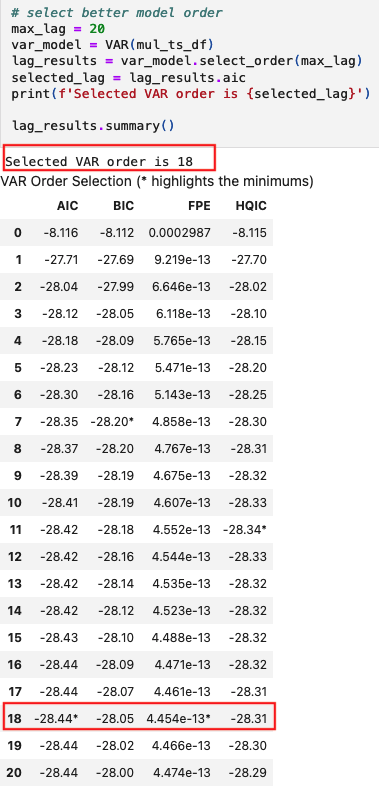 # select better model order
max_lag = 20
var_model = VAR(mul_ts_df)
lag_results = var_model.select_order(max_lag)
selected_lag = lag_results.aic
print(f'Selected VAR order is {selected_lag}')
lag_results.summary()
Selected VAR order is 18
VAR Order Selection (* highlights the minimums)
AIC BIC FPE HQIC
0 -8.116 -8.112 0.0002987 -8.115
1 -27.71 -27.69 9.219e-13 -27.70
2 -28.04 -27.99 6.646e-13 -28.02
3 -28.12 -28.05 6.118e-13 -28.10
4 -28.18 -28.09 5.765e-13 -28.15
5 -28.23 -28.12 5.471e-13 -28.20
6 -28.30 -28.16 5.143e-13 -28.25
7 -28.35 -28.20* 4.858e-13 -28.30
8 -28.37 -28.20 4.767e-13 -28.31
9 -28.39 -28.19 4.675e-13 -28.32
10 -28.41 -28.19 4.607e-13 -28.33
11 -28.42 -28.18 4.552e-13 -28.34*
12 -28.42 -28.16 4.544e-13 -28.33
13 -28.42 -28.14 4.535e-13 -28.32
14 -28.42 -28.12 4.523e-13 -28.32
15 -28.43 -28.10 4.488e-13 -28.32
16 -28.44 -28.09 4.471e-13 -28.32
17 -28.44 -28.07 4.461e-13 -28.31
18 -28.44* -28.05 4.454e-13* -28.31
19 -28.44 -28.02 4.466e-13 -28.30
20 -28.44 -28.00 4.474e-13 -28.29